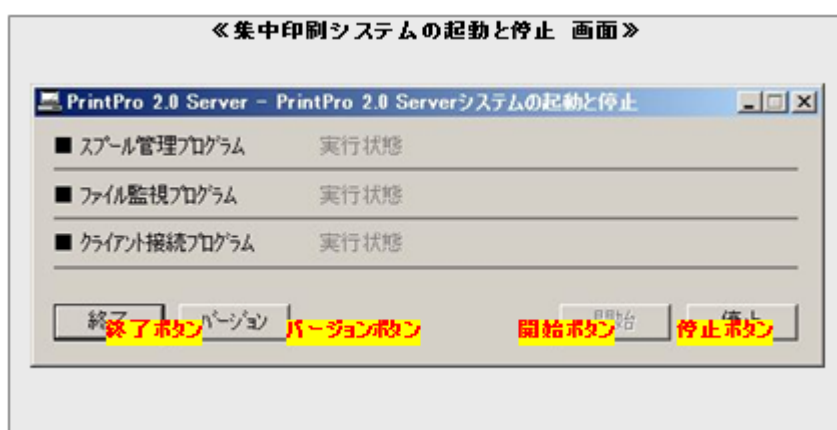 ≪集中印刷システムの起動と停止 画面≫
PrintPro 2.0 Server - PrintPro 2.0 Serverシステムの起動と停止
■ スプール管理プログラム 実行状態
■ ファイル監視プログラム 実行状態
■ クライアント接続プログラム 実行状態
終了 バージョン 開始 停止
終了ボタン バージョンボタン 開始ボタン 停止ボタン